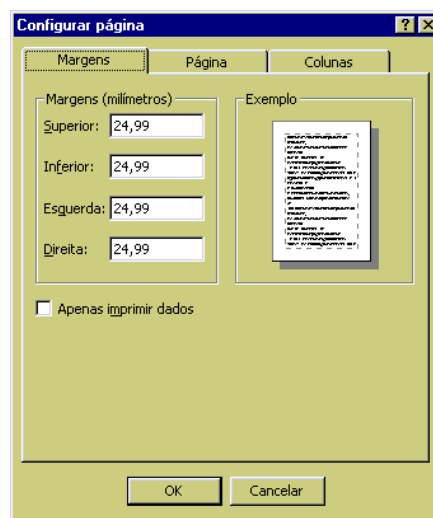 Configurar página
Margens Página Colunas
Margens (milímetros) Exemplo
Superior: 24,99
Inferior: 24,99
Esguerda: 24,99
Direita: 24,99
Apenas imprimir dados
OK Cancelar